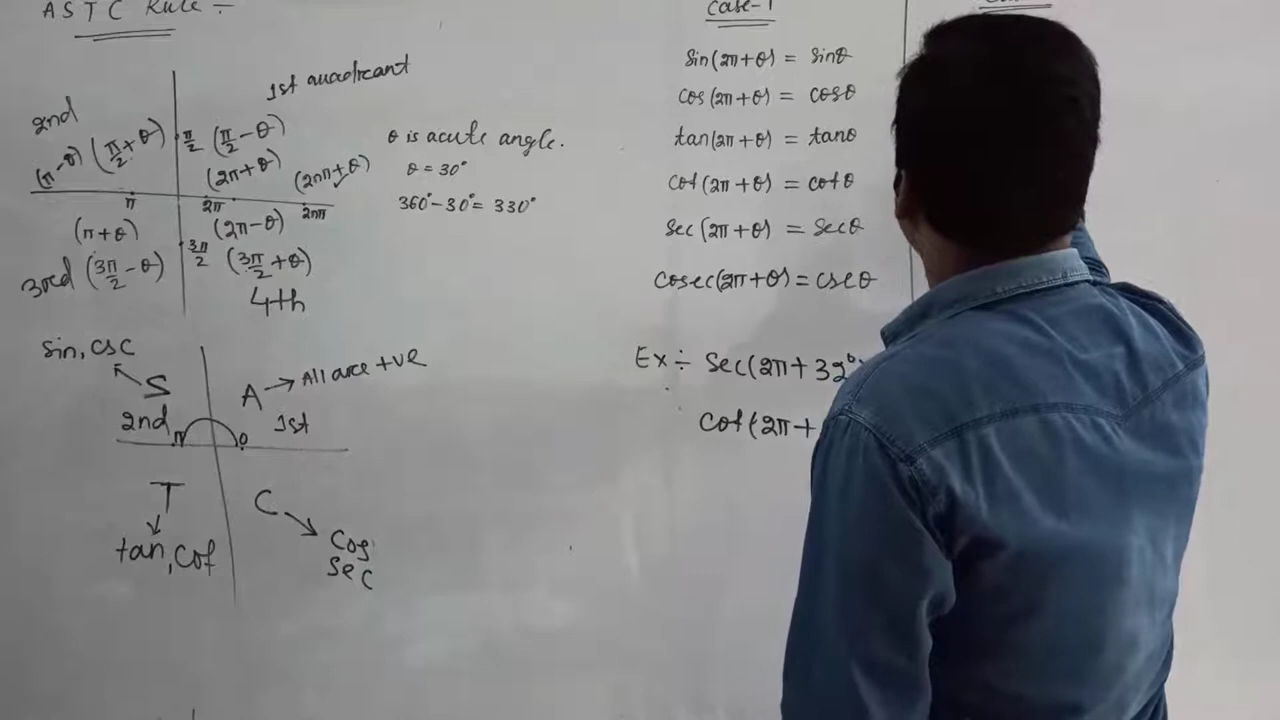 ASTC Rule :-
2nd
1st quadrant
(π-θ) (π/2+θ)
π/2 (π/2-θ)
(2π+θ) (2nπ+θ)
π
2π
2nπ
(π+θ)
(2π-θ)
3rd (3π/2-θ)
3π/2 (3π/2+θ)
4th
θ is acute angle.
θ = 30°
360°-30° = 330°
sin, csc
S
2nd
A → All are +ve
1st
π
0
T
tan, cot
C
cos
sec
Case-1
sin(2π+θ) = sinθ
cos(2π+θ) = cosθ
tan(2π+θ) = tanθ
cot(2π+θ) = cotθ
sec(2π+θ) = secθ
cosec(2π+θ) = cscθ
Ex ÷ sec(2π+32°
cot(2π+